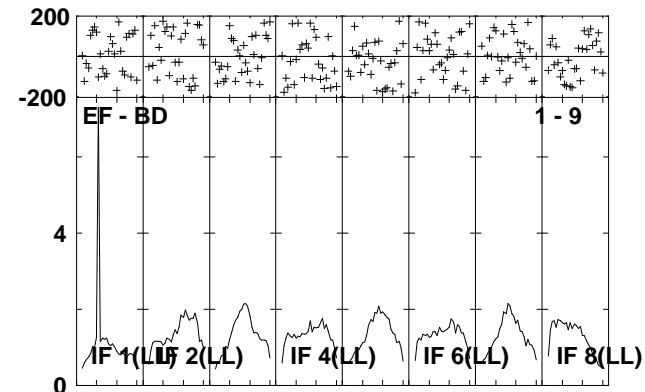 200
-200
EF - BD 1 - 9
4
IF 1(LL) IF 2(LL) IF 4(LL) IF 6(LL) IF 8(LL)
0